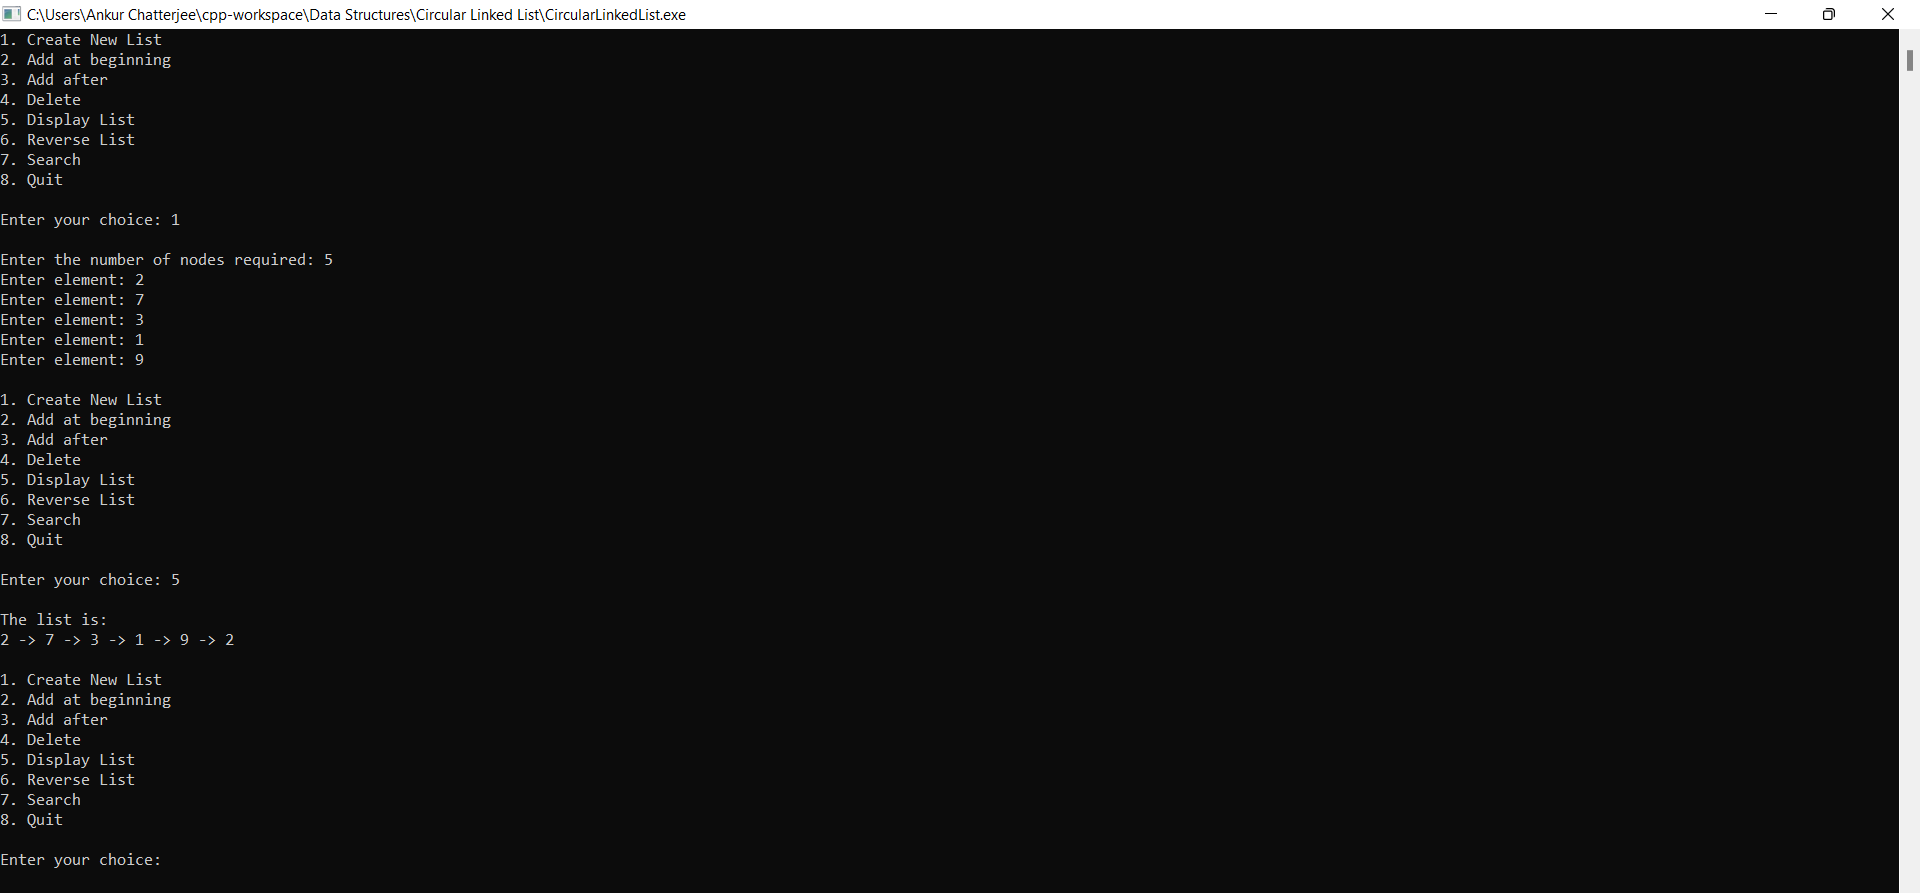 C:\Users\Ankur Chatterjee\cpp-workspace\Data Structures\Circular Linked List\CircularLinkedList.exe
1. Create New List
2. Add at beginning
3. Add after
4. Delete
5. Display List
6. Reverse List
7. Search
8. Quit
Enter your choice: 1
Enter the number of nodes required: 5
Enter element: 2
Enter element: 7
Enter element: 3
Enter element: 1
Enter element: 9
1. Create New List
2. Add at beginning
3. Add after
4. Delete
5. Display List
6. Reverse List
7. Search
8. Quit
Enter your choice: 5
The list is:
2 -> 7 -> 3 -> 1 -> 9 -> 2
1. Create New List
2. Add at beginning
3. Add after
4. Delete
5. Display List
6. Reverse List
7. Search
8. Quit
Enter your choice: